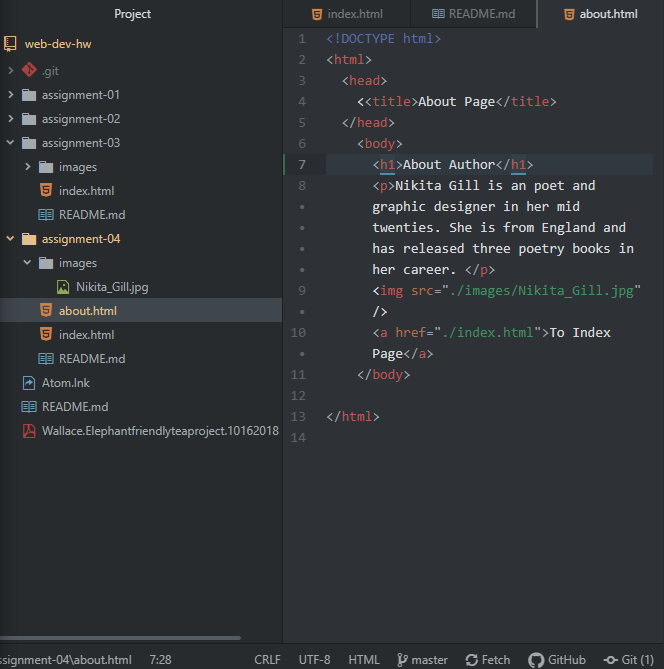 Project
web-dev-hw
.git
assignment-01
assignment-02
assignment-03
images
index.html
README.md
assignment-04
images
Nikita_Gill.jpg
about.html
index.html
README.md
Atom.lnk
README.md
Wallace.Elephantfriendlyteaproject.10162018
index.html README.md about.html
1 <!DOCTYPE html>
2 <html>
3 <head>
4 <<title>About Page</title>
5 </head>
6 <body>
7 <h1>About Author</h1>
8 <p>Nikita Gill is an poet and
• graphic designer in her mid
• twenties. She is from England and
• has released three poetry books in
• her career. </p>
9 <img src="./images/Nikita_Gill.jpg"
• />
10 <a href="./index.html">To Index
• Page</a>
11 </body>
12
13 </html>
14
ssignment-04\about.html 7:28 CRLF UTF-8 HTML master Fetch GitHub Git (1)